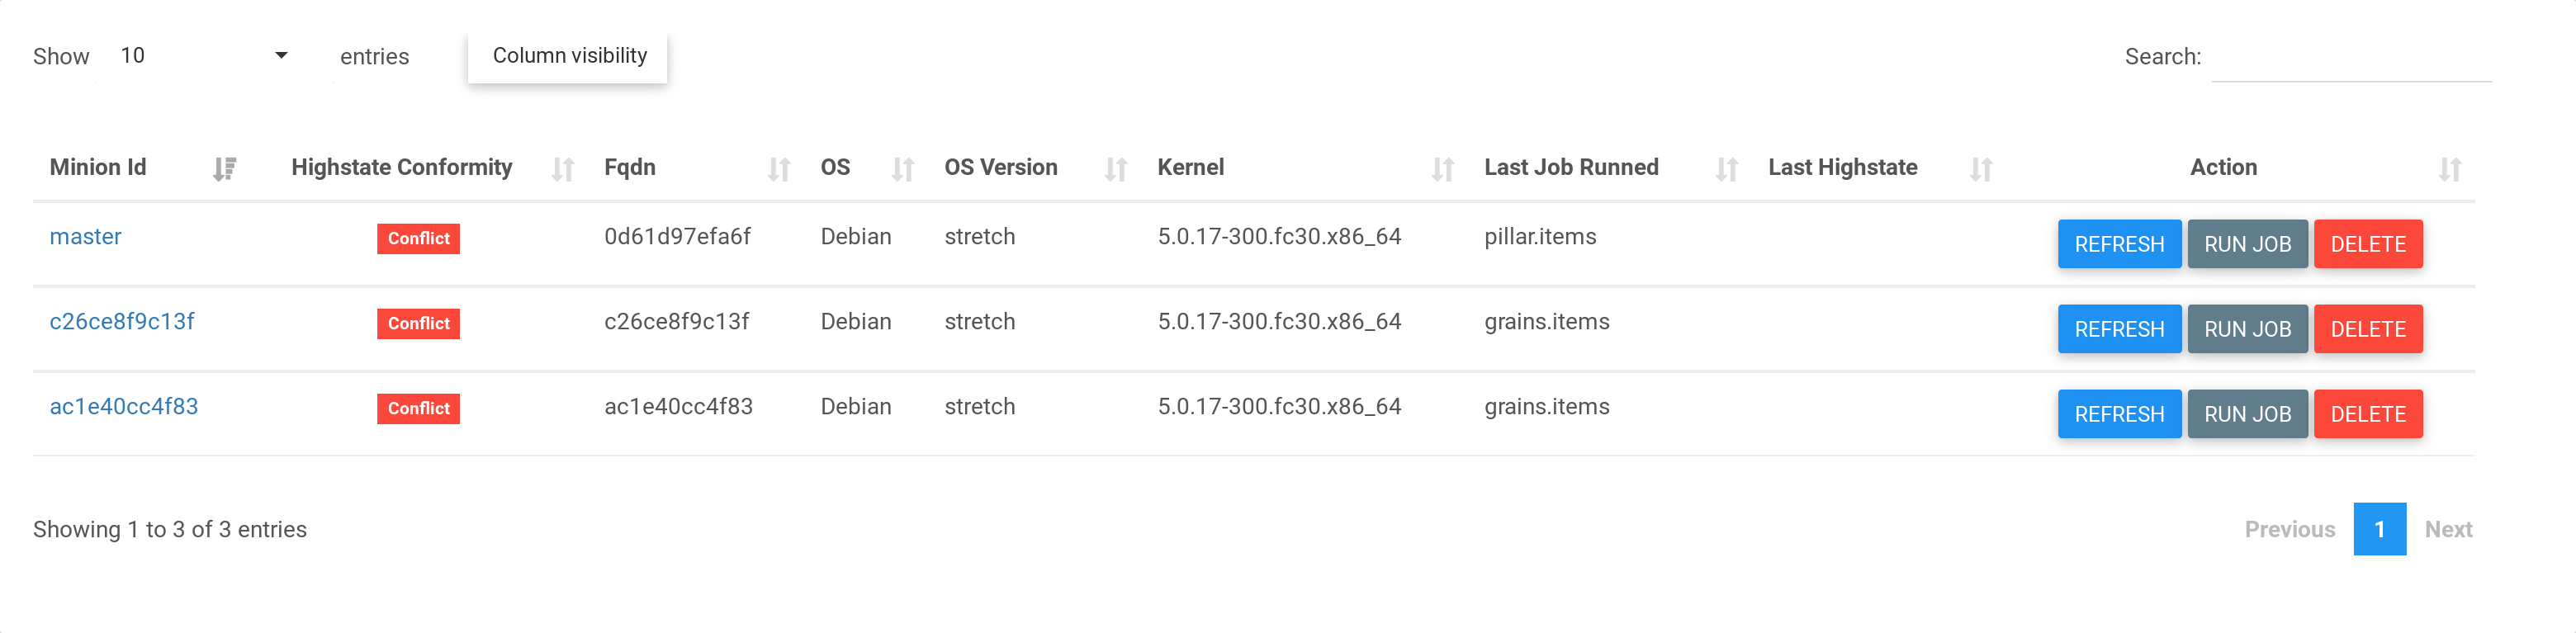 Show 10 entries Column visibility Search:
Minion Id Highstate Conformity Fqdn OS OS Version Kernel Last Job Runned Last Highstate Action
master Conflict 0d61d97efa6f Debian stretch 5.0.17-300.fc30.x86_64 pillar.items REFRESH RUN JOB DELETE
c26ce8f9c13f Conflict c26ce8f9c13f Debian stretch 5.0.17-300.fc30.x86_64 grains.items REFRESH RUN JOB DELETE
ac1e40cc4f83 Conflict ac1e40cc4f83 Debian stretch 5.0.17-300.fc30.x86_64 grains.items REFRESH RUN JOB DELETE
Showing 1 to 3 of 3 entries Previous 1 Next